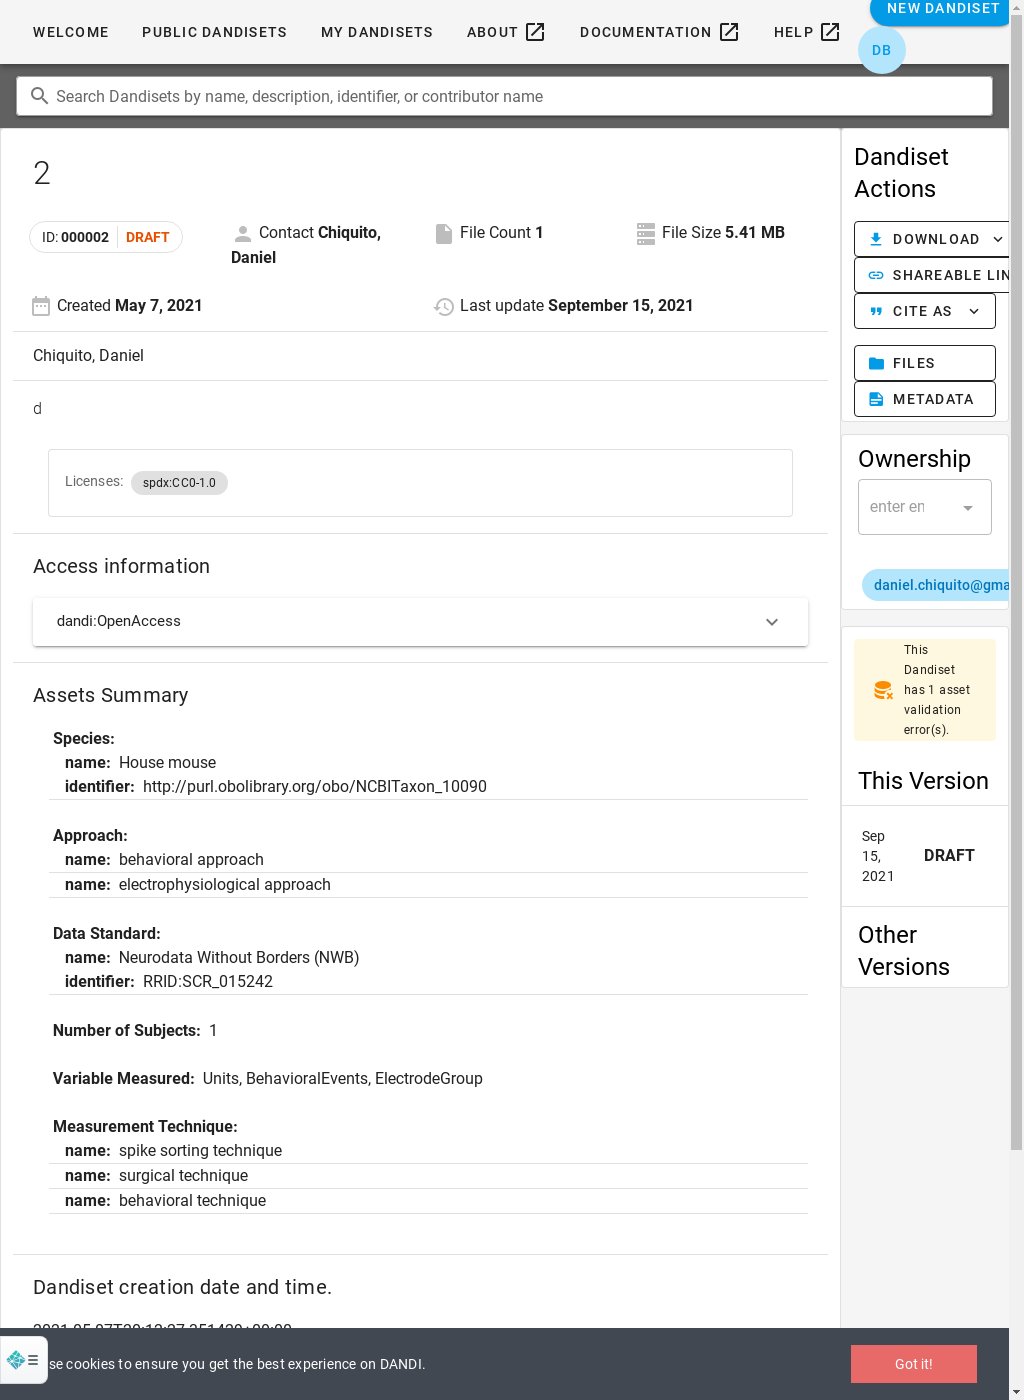 NEW DANDISET
WELCOME
PUBLIC DANDISETS
MY DANDISETS
ABOUT
DOCUMENTATION
HELP
DB
Search Dandisets by name, description, identifier, or contributor name
2
ID: 000002 DRAFT
Contact Chiquito, Daniel
File Count 1
File Size 5.41 MB
Created May 7, 2021
Last update September 15, 2021
Chiquito, Daniel
d
Licenses: spdx:CC0-1.0
Access information
dandi:OpenAccess
Assets Summary
Species:
name: House mouse
identifier: http://purl.obolibrary.org/obo/NCBITaxon_10090
Approach:
name: behavioral approach
name: electrophysiological approach
Data Standard:
name: Neurodata Without Borders (NWB)
identifier: RRID:SCR_015242
Number of Subjects: 1
Variable Measured: Units, BehavioralEvents, ElectrodeGroup
Measurement Technique:
name: spike sorting technique
name: surgical technique
name: behavioral technique
Dandiset creation date and time.
Dandiset
Actions
DOWNLOAD
SHAREABLE LIN
CITE AS
FILES
METADATA
Ownership
enter en
daniel.chiquito@gma
This
Dandiset
has 1 asset
validation
error(s).
This Version
Sep
15,
2021
DRAFT
Other
Versions
se cookies to ensure you get the best experience on DANDI.
Got it!